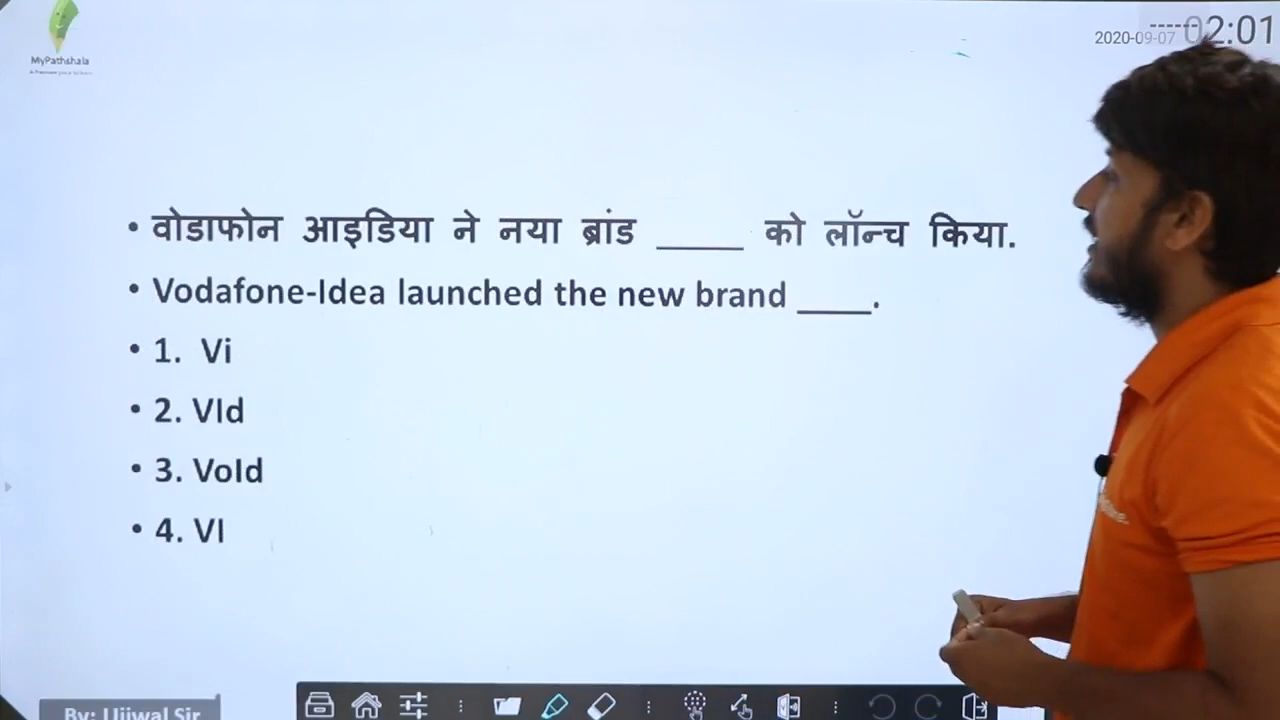 MyPathshala
2020-09-07
02:01
• वोडाफोन आइडिया ने नया ब्रांड _____ को लॉन्च किया.
• Vodafone-Idea launched the new brand ____.
• 1. Vi
• 2. VId
• 3. VoId
• 4. VI
By: Ujjwal Sir